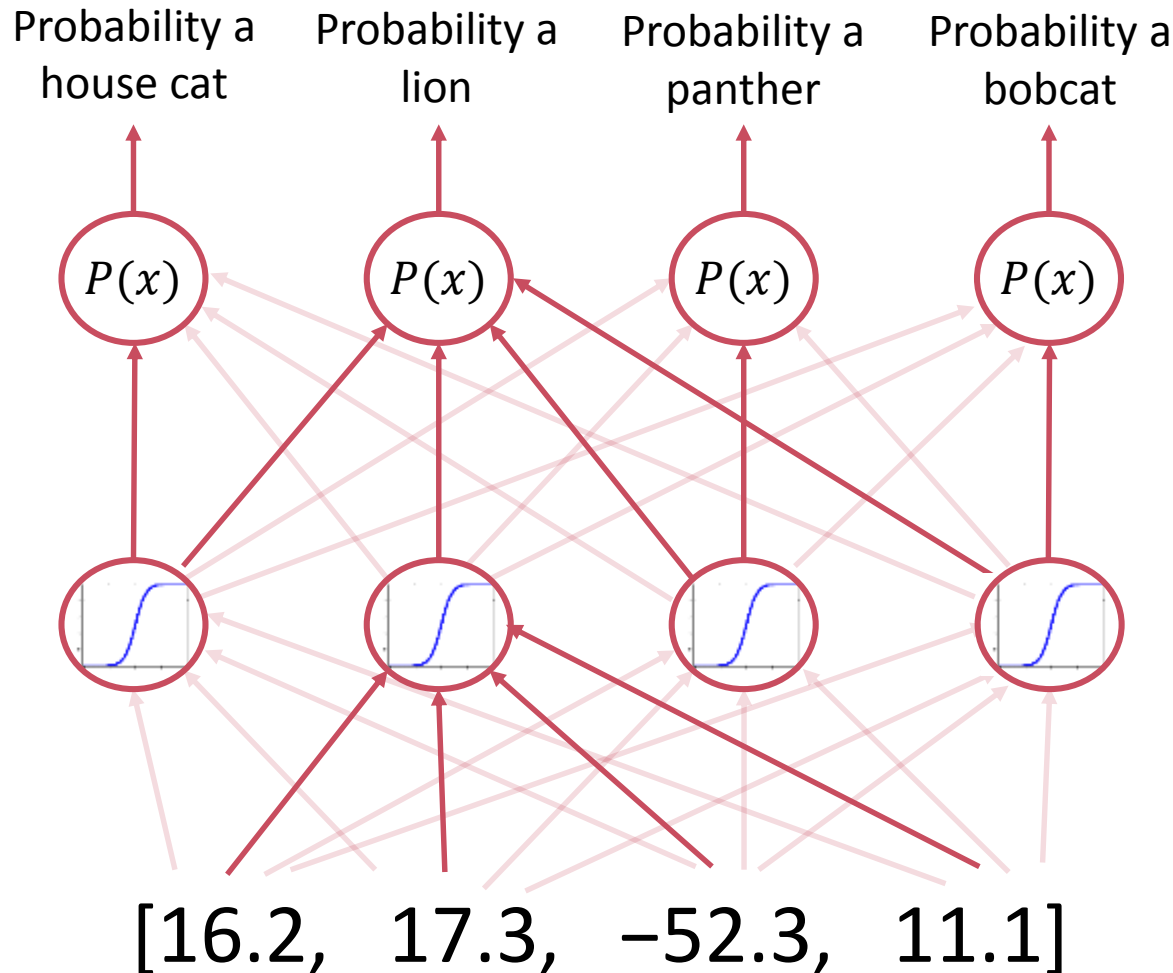 Probability a house cat
Probability a lion
Probability a panther
Probability a bobcat
P(x) P(x) P(x) P(x)
[16.2, 17.3, −52.3, 11.1]